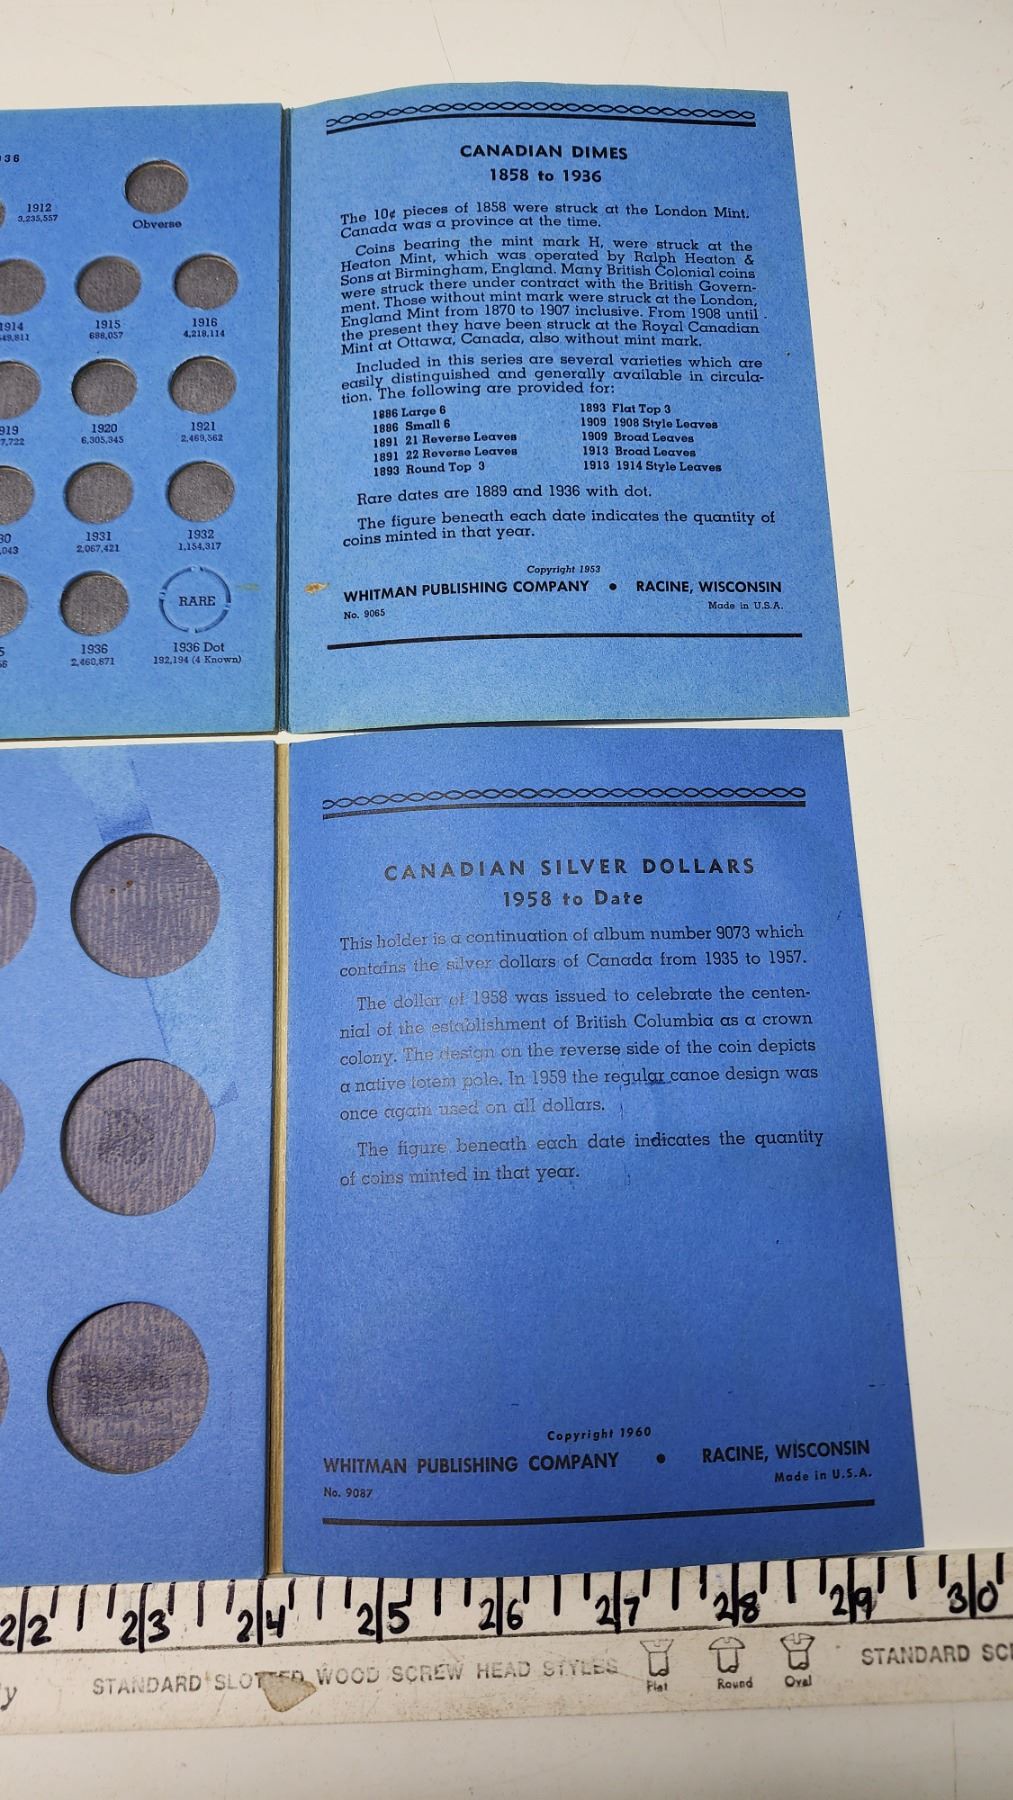 1912
3,235,557
Obverse
1915
688,057
1916
4,218,114
1920
6,305,345
1921
2,469,562
1931
2,067,421
1932
1,154,317
RARE
1936
2,460,871
1936 Dot
192,194 (4 Known)
CANADIAN DIMES
1858 to 1936
The 10¢ pieces of 1858 were struck at the London Mint.
Canada was a province at the time.
Coins bearing the mint mark H, were struck at the
Heaton Mint, which was operated by Ralph Heaton &
Sons at Birmingham, England. Many British Colonial coins
were struck there under contract with the British Govern-
ment. Those without mint mark were struck at the London,
England Mint from 1870 to 1907 inclusive. From 1908 until
the present they have been struck at the Royal Canadian
Mint at Ottawa, Canada, also without mint mark.
Included in this series are several varieties which are
easily distinguished and generally available in circula-
tion. The following are provided for:
1886 Large 6
1886 Small 6
1891 21 Reverse Leaves
1891 22 Reverse Leaves
1893 Round Top 3
1893 Flat Top 3
1909 1908 Style Leaves
1909 Broad Leaves
1913 Broad Leaves
1913 1914 Style Leaves
Rare dates are 1889 and 1936 with dot.
The figure beneath each date indicates the quantity of
coins minted in that year.
Copyright 1953
WHITMAN PUBLISHING COMPANY • RACINE, WISCONSIN
No. 9065 Made in U.S.A.
CANADIAN SILVER DOLLARS
1958 to Date
This holder is a continuation of album number 9073 which
contains the silver dollars of Canada from 1935 to 1957.
The dollar of 1958 was issued to celebrate the centen-
nial of the establishment of British Columbia as a crown
colony. The design on the reverse side of the coin depicts
a native totem pole. In 1959 the regular canoe design was
once again used on all dollars.
The figure beneath each date indicates the quantity
of coins minted in that year.
Copyright 1960
WHITMAN PUBLISHING COMPANY • RACINE, WISCONSIN
No. 9087 Made in U.S.A.
22 23 24 25 26 27 28 29 30
STANDARD SLOTTED WOOD SCREW HEAD STYLES
Flat Round Oval
STANDARD